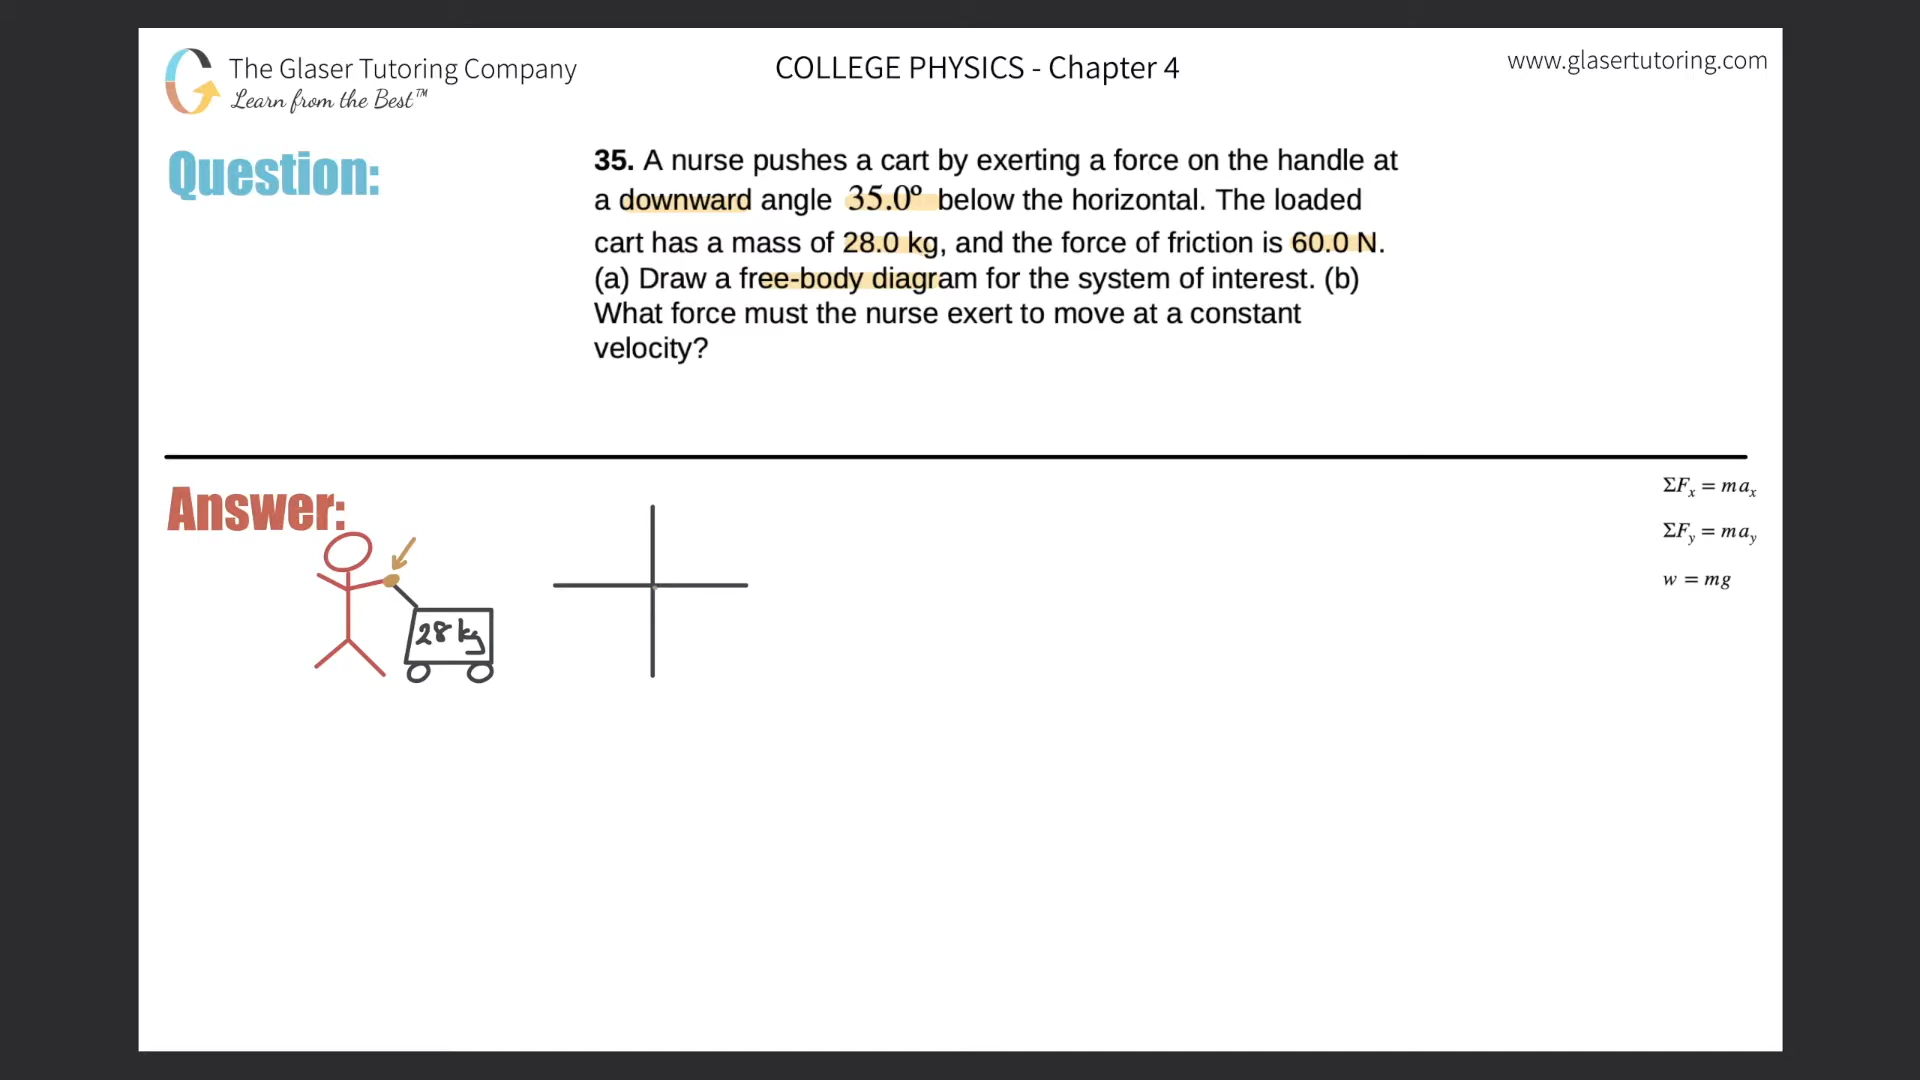 The Glaser Tutoring Company
Learn from the Best™
COLLEGE PHYSICS - Chapter 4
www.glasertutoring.com
Question:
35. A nurse pushes a cart by exerting a force on the handle at
a downward angle 35.0º below the horizontal. The loaded
cart has a mass of 28.0 kg, and the force of friction is 60.0 N.
(a) Draw a free-body diagram for the system of interest. (b)
What force must the nurse exert to move at a constant
velocity?
Answer:
28 kg
ΣFₓ = maₓ
ΣF_y = ma_y
w = mg